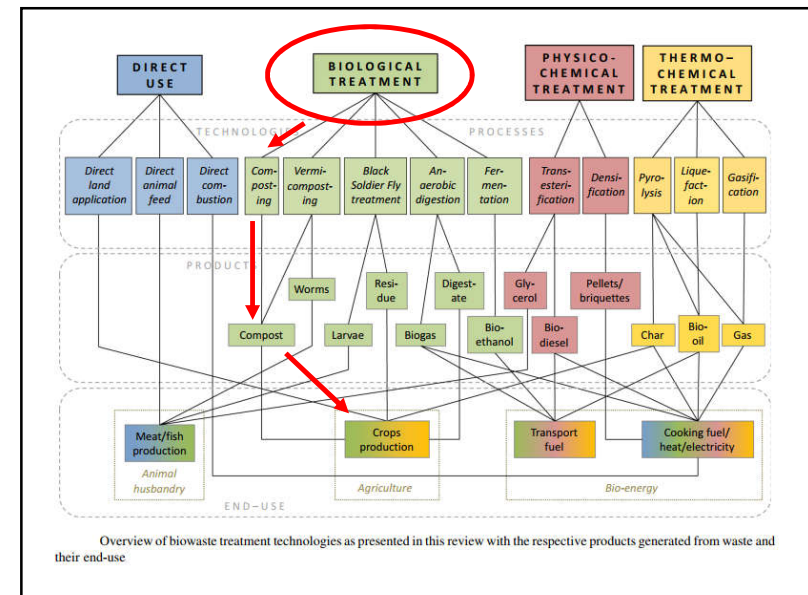 DIRECT
USE
BIOLOGICAL
TREATMENT
PHYSICO-
CHEMICAL
TREATMENT
THERMO–
CHEMICAL
TREATMENT
TECHNOLOGIES
PROCESSES
Direct
land
application
Direct
animal
feed
Direct
com-
bustion
Com-
post-
ing
Vermi-
compost-
ing
Black
Soldier Fly
treatment
An-
aerobic
digestion
Fer-
men-
tation
Trans-
esteri-
fication
Densi-
fication
Pyro-
lysis
Lique-
fact-
ion
Gasifi-
cation
PRODUCTS
Worms
Resi-
due
Digest-
ate
Gly-
cerol
Pellets/
briquettes
Compost
Larvae
Biogas
Bio-
ethanol
Bio-
diesel
Char
Bio-
oil
Gas
Meat/fish
production
Crops
production
Transport
fuel
Cooking fuel/
heat/electricity
Animal
husbandry
Agriculture
Bio-energy
END–USE
Overview of biowaste treatment technologies as presented in this review with the respective products generated from waste and
their end-use